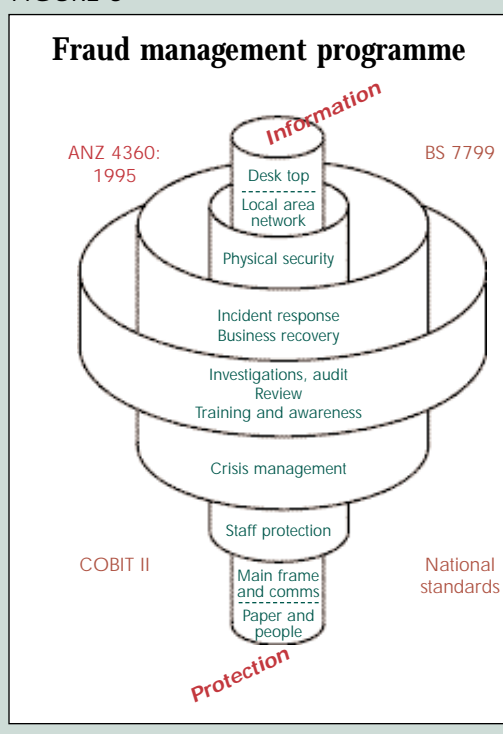 Fraud management programme
Information
ANZ 4360:
1995
BS 7799
Desk top
Local area
network
Physical security
Incident response
Business recovery
Investigations, audit
Review
Training and awareness
Crisis management
Staff protection
COBIT II
National
standards
Main frame
and comms
Paper and
people
Protection